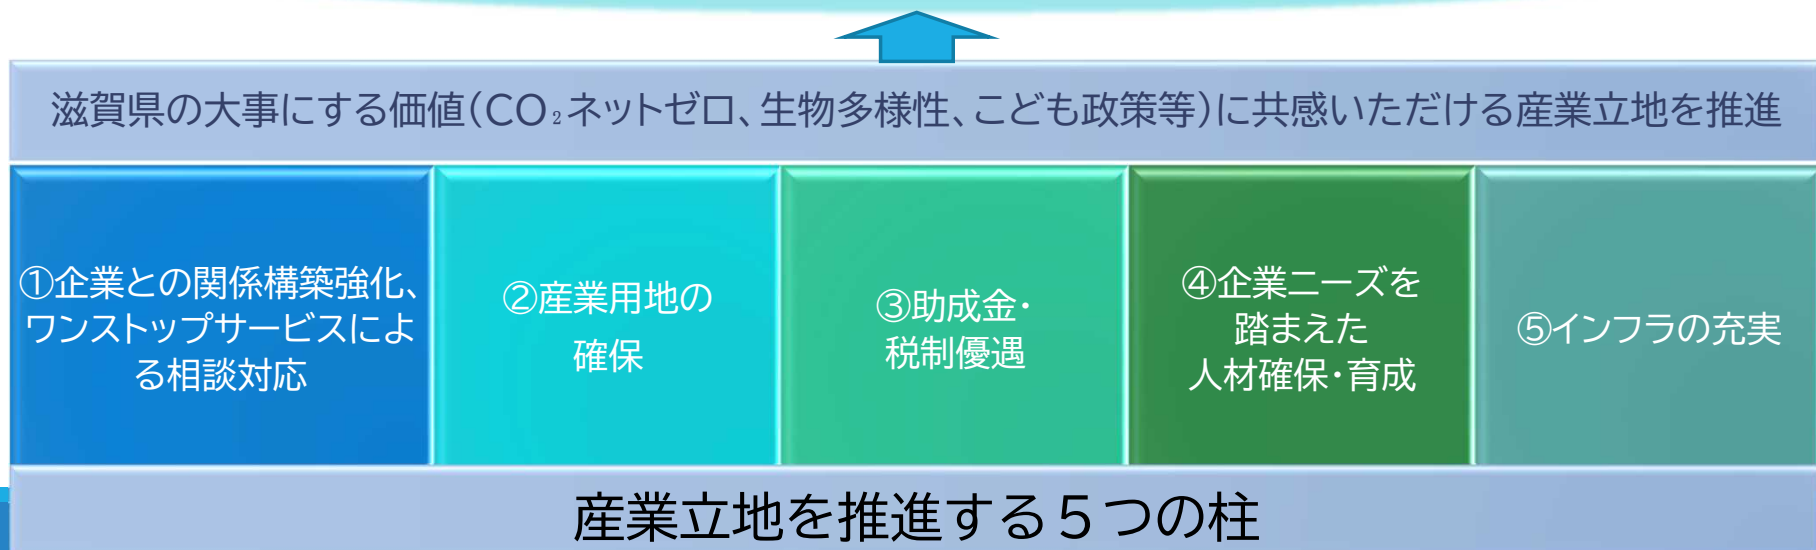 滋賀県の大事にする価値(CO₂ネットゼロ、生物多様性、こども政策等)に共感いただける産業立地を推進
①企業との関係構築強化、
ワンストップサービスによ
る相談対応
②産業用地の
確保
③助成金・
税制優遇
④企業ニーズを
踏まえた
人材確保・育成
⑤インフラの充実
産業立地を推進する５つの柱